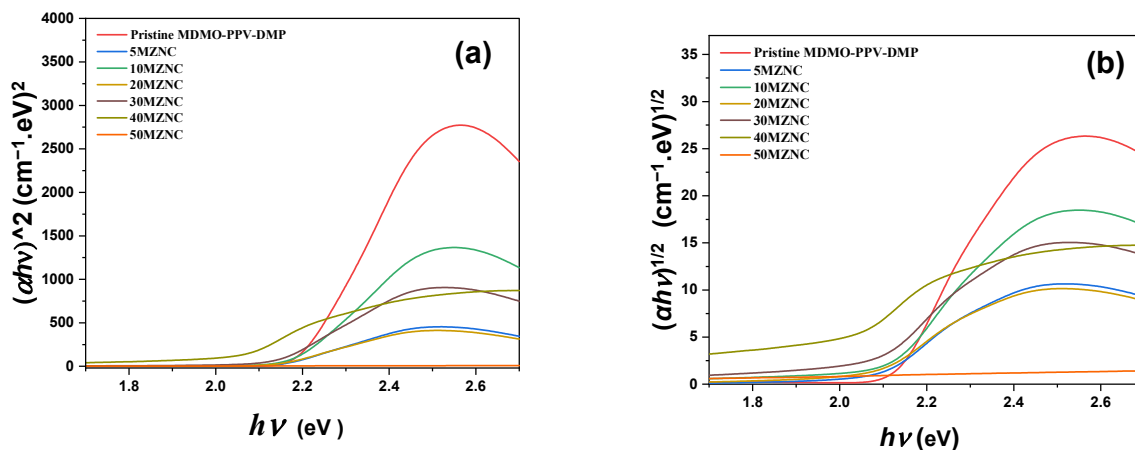 (a)
4000
3500
3000
2750
2500
2000
1500
1000
500
0
Pristine MDMO-PPV-DMP
5MZNC
10MZNC
20MZNC
30MZNC
40MZNC
50MZNC
(αhν)^2 (cm⁻¹.eV)²
1.8 2.0 2.2 2.4 2.6
hν (eV )
(b)
35
30
25
20
15
10
5
0
Pristine MDMO-PPV-DMP
5MZNC
10MZNC
20MZNC
30MZNC
40MZNC
50MZNC
(αhν)^1/2 (cm⁻¹.eV)^1/2
1.8 2.0 2.2 2.4 2.6
hν (eV)